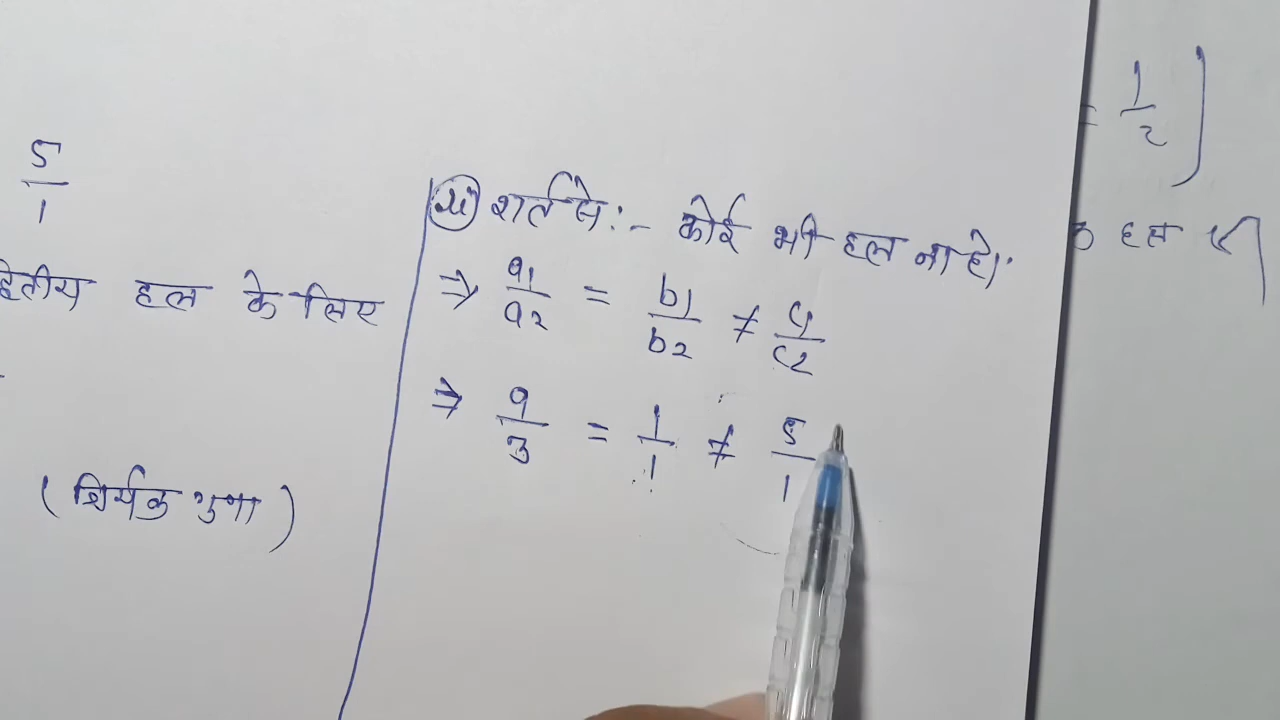 5/1
द्वितीय हल के लिए
(तिर्यक गुणा)
(ii) शर्त से :- कोई भी हल ना हो।
⇒ a1/a2 = b1/b2 ≠ c1/c2
⇒ a/3 = 1/1 ≠ 5/1
= 1/2]
हल